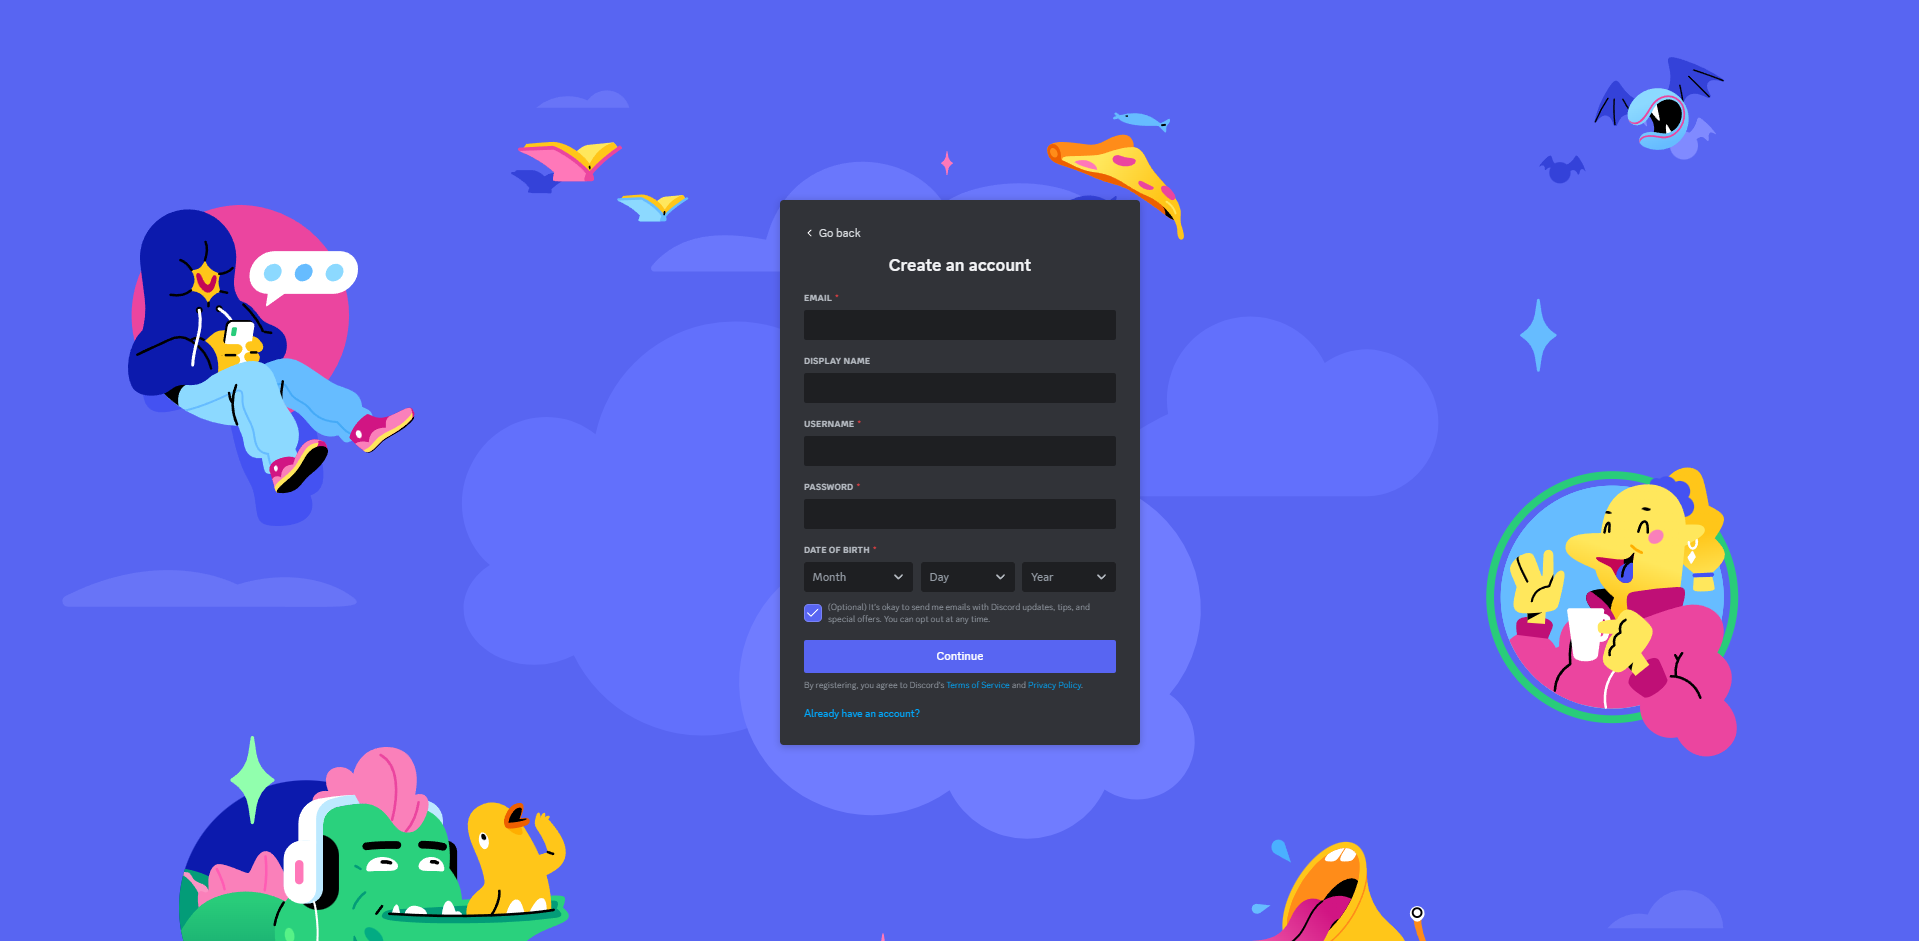 Go back
Create an account
EMAIL *
DISPLAY NAME
USERNAME *
PASSWORD *
DATE OF BIRTH *
Month Day Year
(Optional) It's okay to send me emails with Discord updates, tips, and
special offers. You can opt out at any time.
Continue
By registering, you agree to Discord's Terms of Service and Privacy Policy.
Already have an account?